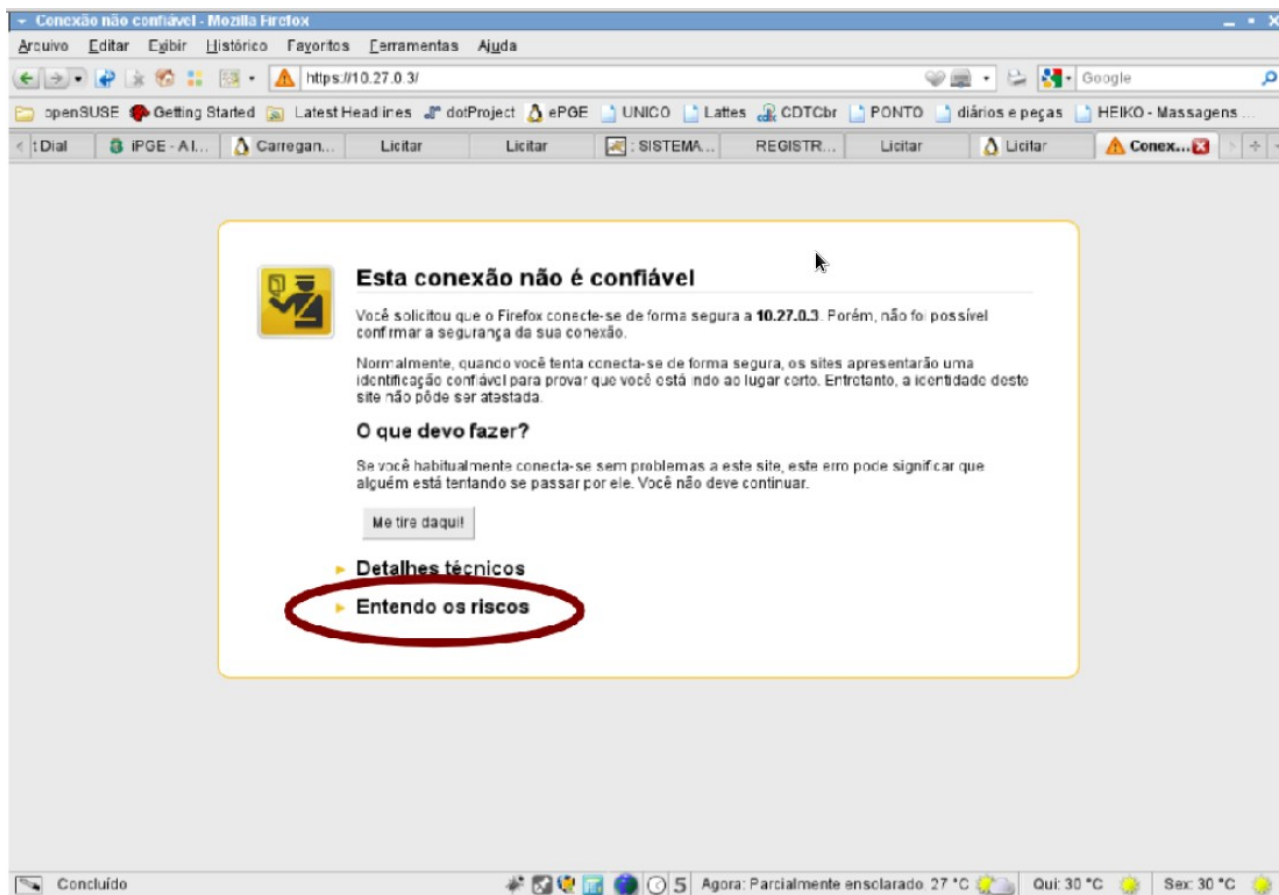 Conexão não confiável - Mozilla Firefox
Arquivo Editar Exibir Histórico Favoritos Ferramentas Ajuda
https://10.27.0.3/ Google
openSUSE Getting Started Latest Headlines dotProject ePGE UNICO Lattes CDTCbr PONTO diários e peças HEIKO - Massagens ...
t Dial iPGE - A l... Carregan... Licitar Licitar : SISTEMA... REGISTR... Licitar Licitar Conex...
Esta conexão não é confiável
Você solicitou que o Firefox conecte-se de forma segura a 10.27.0.3. Porém, não foi possível
confirmar a segurança da sua conexão.
Normalmente, quando você tenta conecta-se de forma segura, os sites apresentarão uma
identificação confiável para provar que você está indo ao lugar certo. Entretanto, a identidade deste
site não pôde ser atestada.
O que devo fazer?
Se você habitualmente conecta-se sem problemas a este site, este erro pode significar que
alguém está tentando se passar por ele. Você não deve continuar.
Me tire daqui!
Detalhes técnicos
Entendo os riscos
Concluído 5 Agora: Parcialmente ensolarado, 27 °C Qui: 30 °C Sex: 30 °C